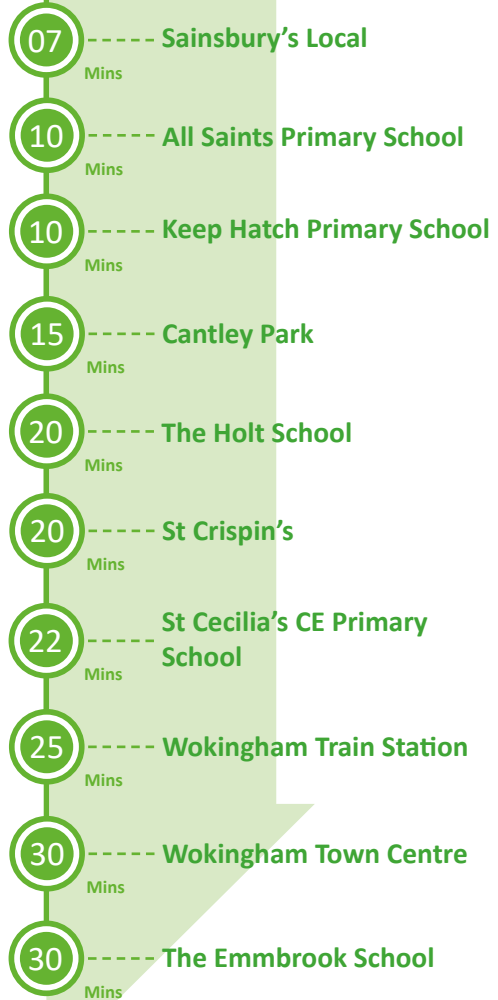 07
Sainsbury’s Local
Mins
10
All Saints Primary School
Mins
10
Keep Hatch Primary School
Mins
15
Cantley Park
Mins
20
The Holt School
Mins
20
St Crispin’s
Mins
22
St Cecilia’s CE Primary
School
Mins
25
Wokingham Train Station
Mins
30
Wokingham Town Centre
Mins
30
The Emmbrook School
Mins